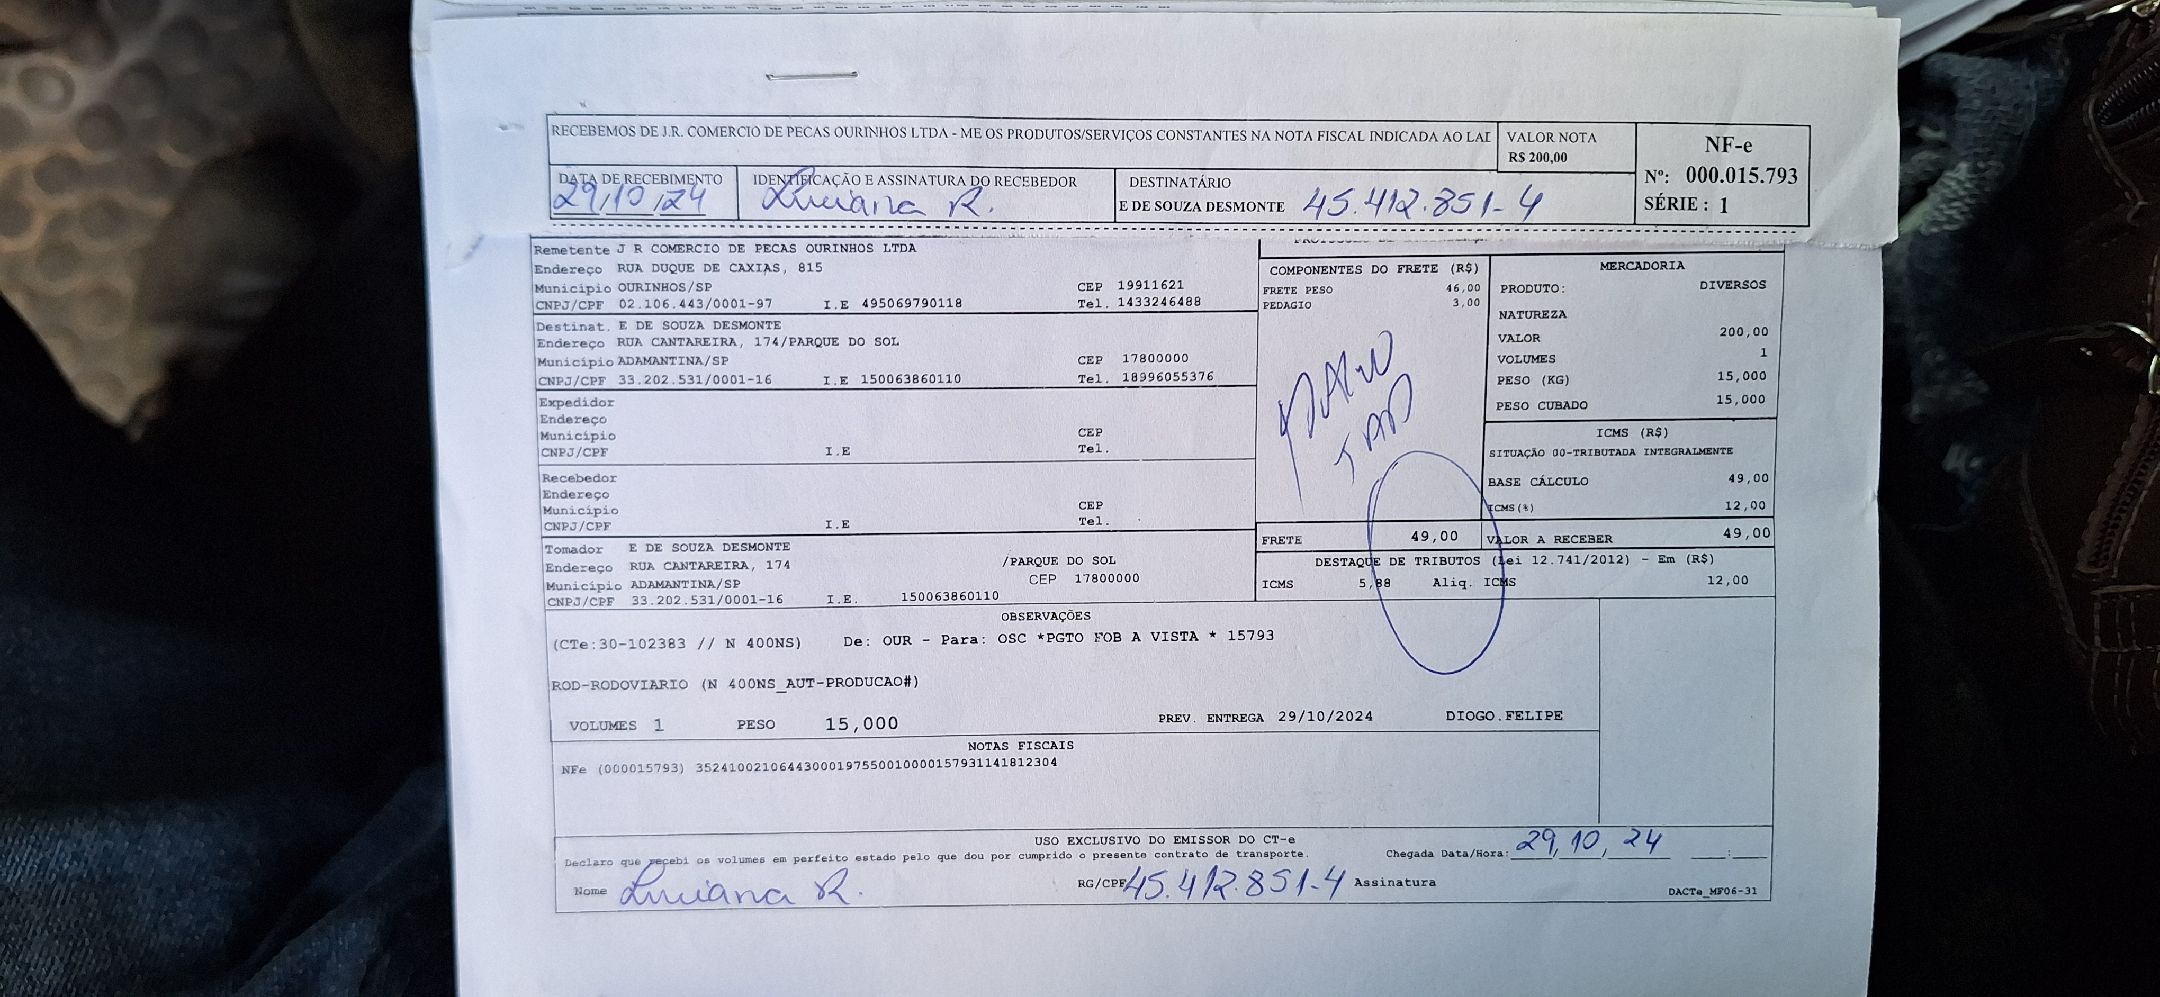 RECEBEMOS DE J.R. COMERCIO DE PECAS OURINHOS LTDA - ME OS PRODUTOS/SERVIÇOS CONSTANTES NA NOTA FISCAL INDICADA AO LAI
VALOR NOTA
R$ 200,00
NF-e
Nº: 000.015.793
SÉRIE : 1
DATA DE RECEBIMENTO
29/10/24
IDENTIFICAÇÃO E ASSINATURA DO RECEBEDOR
Luciana R.
DESTINATÁRIO
E DE SOUZA DESMONTE 45.412.851-4
Remetente J R COMERCIO DE PECAS OURINHOS LTDA
Endereço RUA DUQUE DE CAXIAS, 815
Município OURINHOS/SP CEP 19911621
CNPJ/CPF 02.106.443/0001-97 I.E 495069790118 Tel. 1433246488
Destinat. E DE SOUZA DESMONTE
Endereço RUA CANTAREIRA, 174/PARQUE DO SOL
Município ADAMANTINA/SP CEP 17800000
CNPJ/CPF 33.202.531/0001-16 I.E 150063860110 Tel. 18996055376
Expedidor
Endereço
Município CEP
CNPJ/CPF I.E Tel.
Recebedor
Endereço
Município CEP
CNPJ/CPF I.E Tel.
Tomador E DE SOUZA DESMONTE
Endereço RUA CANTAREIRA, 174 /PARQUE DO SOL
Município ADAMANTINA/SP CEP 17800000
CNPJ/CPF 33.202.531/0001-16 I.E. 150063860110
COMPONENTES DO FRETE (R$)
FRETE PESO 46,00
PEDAGIO 3,00
FRETE 49,00
MERCADORIA
PRODUTO: DIVERSOS
NATUREZA
VALOR 200,00
VOLUMES 1
PESO (KG) 15,000
PESO CUBADO 15,000
ICMS (R$)
SITUAÇÃO 00-TRIBUTADA INTEGRALMENTE
BASE CÁLCULO 49,00
ICMS(%) 12,00
VALOR A RECEBER 49,00
DESTAQUE DE TRIBUTOS (Lei 12.741/2012) - Em (R$)
ICMS 5,88 Aliq. ICMS 12,00
OBSERVAÇÕES
(CTe:30-102383 // N 400NS) De: OUR - Para: OSC *PGTO FOB A VISTA * 15793
ROD-RODOVIARIO (N 400NS_AUT-PRODUCAO#)
VOLUMES 1 PESO 15,000 PREV. ENTREGA 29/10/2024 DIOGO.FELIPE
NOTAS FISCAIS
NFe (000015793) 35241002106443000197550010000157931141812304
USO EXCLUSIVO DO EMISSOR DO CT-e
Declaro que recebi os volumes em perfeito estado pelo que dou por cumprido o presente contrato de transporte. Chegada Data/Hora: 29,10,24 __:__
Nome Luciana R. RG/CPF 45.412.851-4 Assinatura
DACTe_MF06-31